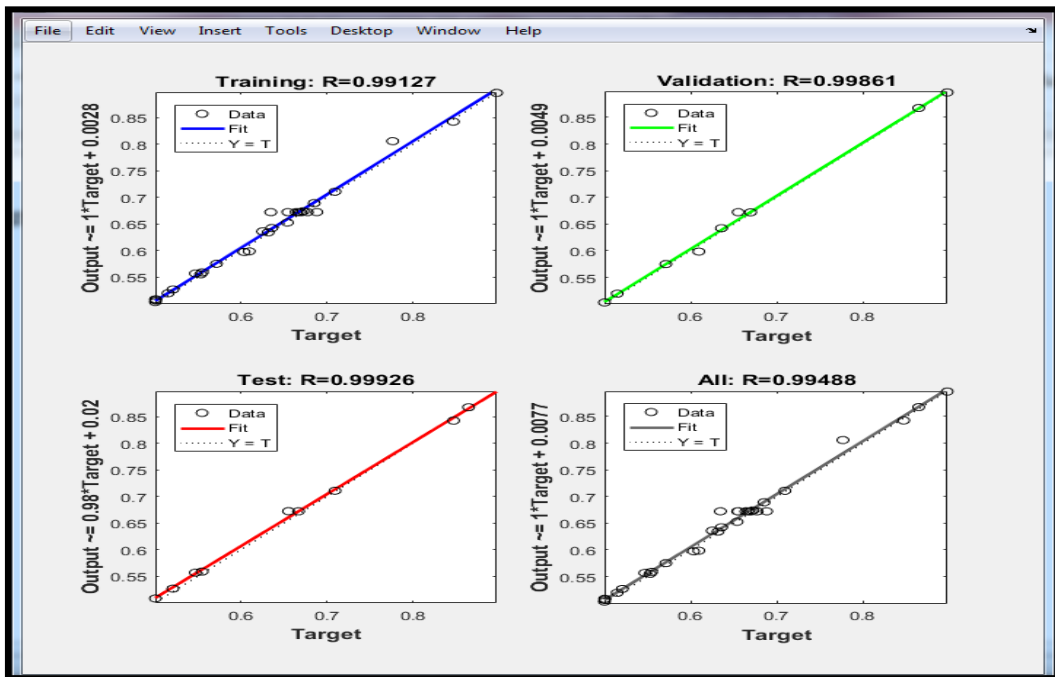 File Edit View Insert Tools Desktop Window Help
Training: R=0.99127
Output ~= 1*Target + 0.0028
0.85
0.8
0.75
0.7
0.65
0.6
0.55
Data
Fit
Y = T
0.6 0.7 0.8
Target
Validation: R=0.99861
Output ~= 1*Target + 0.0049
0.85
0.8
0.75
0.7
0.65
0.6
0.55
Data
Fit
Y = T
0.6 0.7 0.8
Target
Test: R=0.99926
Output ~= 0.98*Target + 0.02
0.85
0.8
0.75
0.7
0.65
0.6
0.55
Data
Fit
Y = T
0.6 0.7 0.8
Target
All: R=0.99488
Output ~= 1*Target + 0.0077
0.85
0.8
0.75
0.7
0.65
0.6
0.55
Data
Fit
Y = T
0.6 0.7 0.8
Target